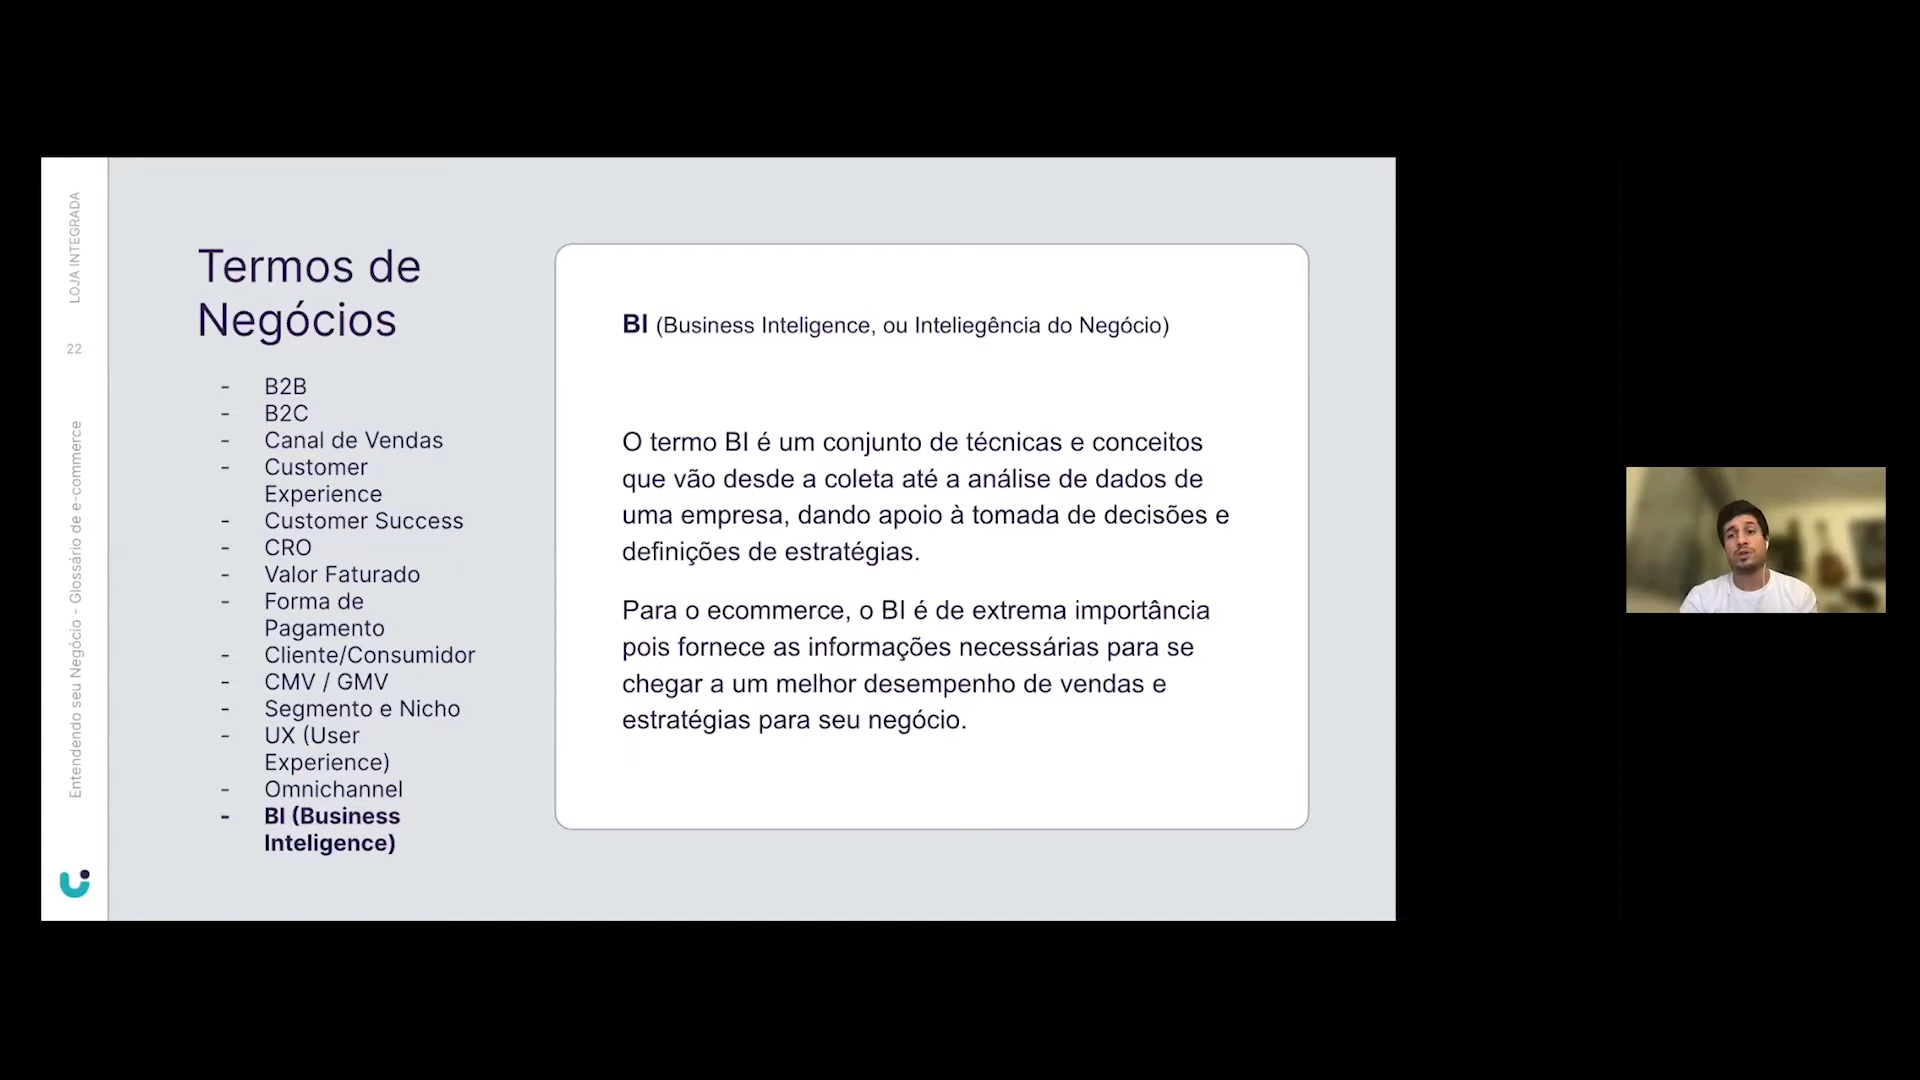 LOJA INTEGRADA
22
Entendendo seu Negócio - Glossário de e-commerce
Termos de
Negócios
- B2B
- B2C
- Canal de Vendas
- Customer
Experience
- Customer Success
- CRO
- Valor Faturado
- Forma de
Pagamento
- Cliente/Consumidor
- CMV / GMV
- Segmento e Nicho
- UX (User
Experience)
- Omnichannel
- BI (Business
Inteligence)
BI (Business Inteligence, ou Inteliegência do Negócio)
O termo BI é um conjunto de técnicas e conceitos
que vão desde a coleta até a análise de dados de
uma empresa, dando apoio à tomada de decisões e
definições de estratégias.
Para o ecommerce, o BI é de extrema importância
pois fornece as informações necessárias para se
chegar a um melhor desempenho de vendas e
estratégias para seu negócio.